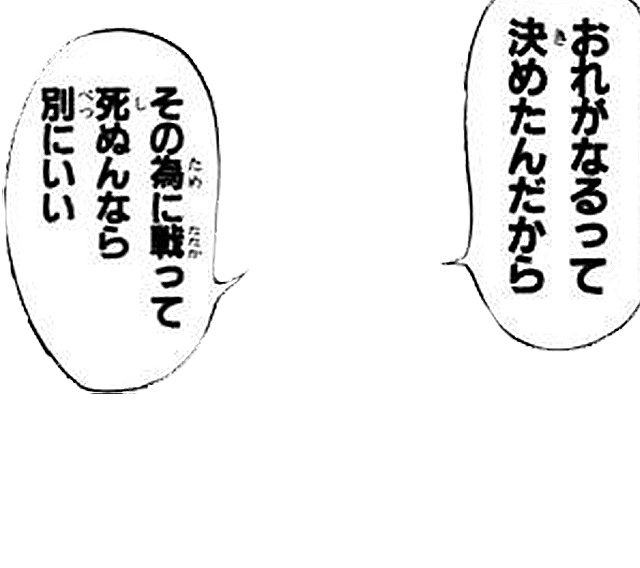 おれがなるって
決めたんだから
その為に戦って
死ぬんなら
別にいい